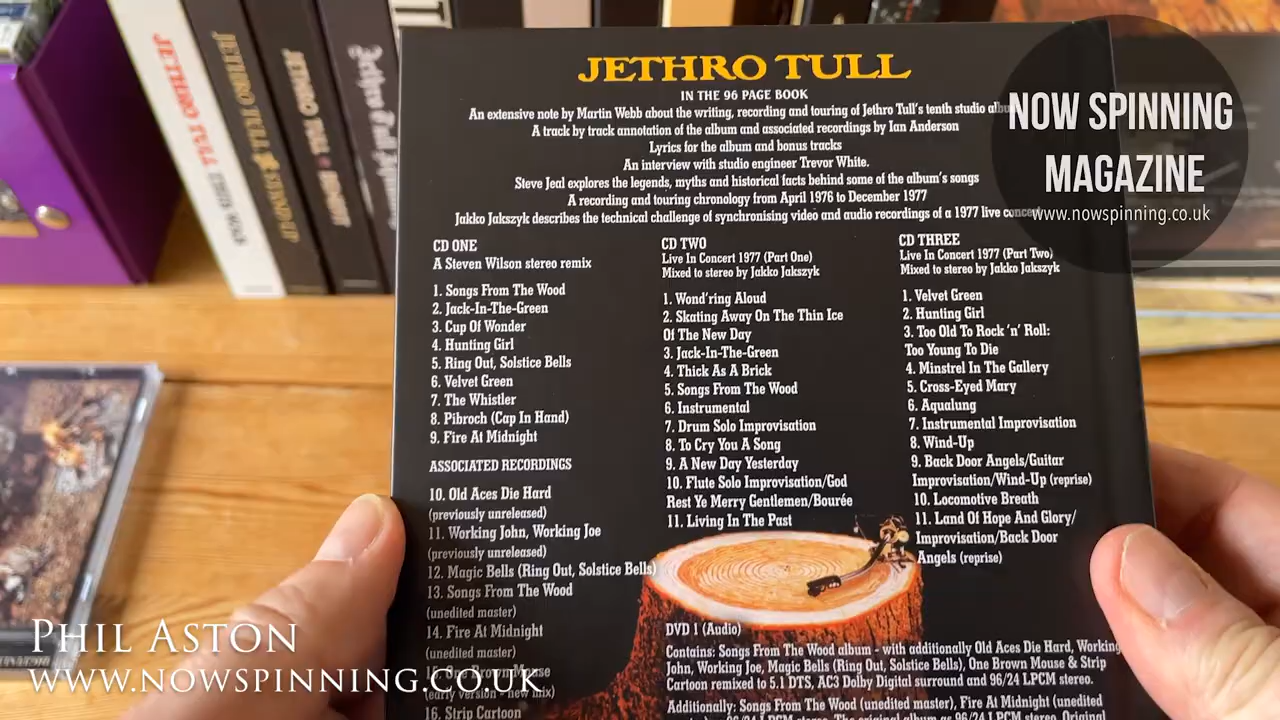 JETHRO TULL
IN THE 96 PAGE BOOK
An extensive note by Martin Webb about the writing, recording and touring of Jethro Tull's tenth studio
A track by track annotation of the album and associated recordings by Ian Anderson
Lyrics for the album and bonus tracks
An interview with studio engineer Trevor White.
Steve Jeal explores the legends, myths and historical facts behind some of the album's songs
A recording and touring chronology from April 1976 to December 1977
Jakko Jakszyk describes the technical challenge of synchronising video and audio recordings of a 1977 live
NOW SPINNING
MAGAZINE
www.nowspinning.co.uk
CD ONE
A Steven Wilson stereo remix
1. Songs From The Wood
2. Jack-In-The-Green
3. Cup Of Wonder
4. Hunting Girl
5. Ring Out, Solstice Bells
6. Velvet Green
7. The Whistler
8. Pibroch (Cap In Hand)
9. Fire At Midnight
ASSOCIATED RECORDINGS
10. Old Aces Die Hard
(previously unreleased)
11. Working John, Working Joe
(previously unreleased)
12. Magic Bells (Ring Out, Solstice Bells)
13. Songs From The Wood
(unedited master)
14. Fire At Midnight
(unedited master)
15. One Brown Mouse
(early version - new mix)
16. Strip Cartoon
CD TWO
Live In Concert 1977 (Part One)
Mixed to stereo by Jakko Jakszyk
1. Wond'ring Aloud
2. Skating Away On The Thin Ice
Of The New Day
3. Jack-In-The-Green
4. Thick As A Brick
5. Songs From The Wood
6. Instrumental
7. Drum Solo Improvisation
8. To Cry You A Song
9. A New Day Yesterday
10. Flute Solo Improvisation/God
Rest Ye Merry Gentlemen/Bourée
11. Living In The Past
CD THREE
Live In Concert 1977 (Part Two)
Mixed to stereo by Jakko Jakszyk
1. Velvet Green
2. Hunting Girl
3. Too Old To Rock 'n' Roll:
Too Young To Die
4. Minstrel In The Gallery
5. Cross-Eyed Mary
6. Aqualung
7. Instrumental Improvisation
8. Wind-Up
9. Back Door Angels/Guitar
Improvisation/Wind-Up (reprise)
10. Locomotive Breath
11. Land Of Hope And Glory/
Improvisation/Back Door
Angels (reprise)
DVD 1 (Audio)
Contains: Songs From The Wood album - with additionally Old Aces Die Hard, Working
John, Working Joe, Magic Bells (Ring Out, Solstice Bells), One Brown Mouse & Strip
Cartoon remixed to 5.1 DTS, AC3 Dolby Digital surround and 96/24 LPCM stereo.
Additionally: Songs From The Wood (unedited master), Fire At Midnight (unedited
PHIL ASTON
WWW.NOWSPINNING.CO.UK
JETHRO TULL
JETHRO TULL
JETHRO TULL